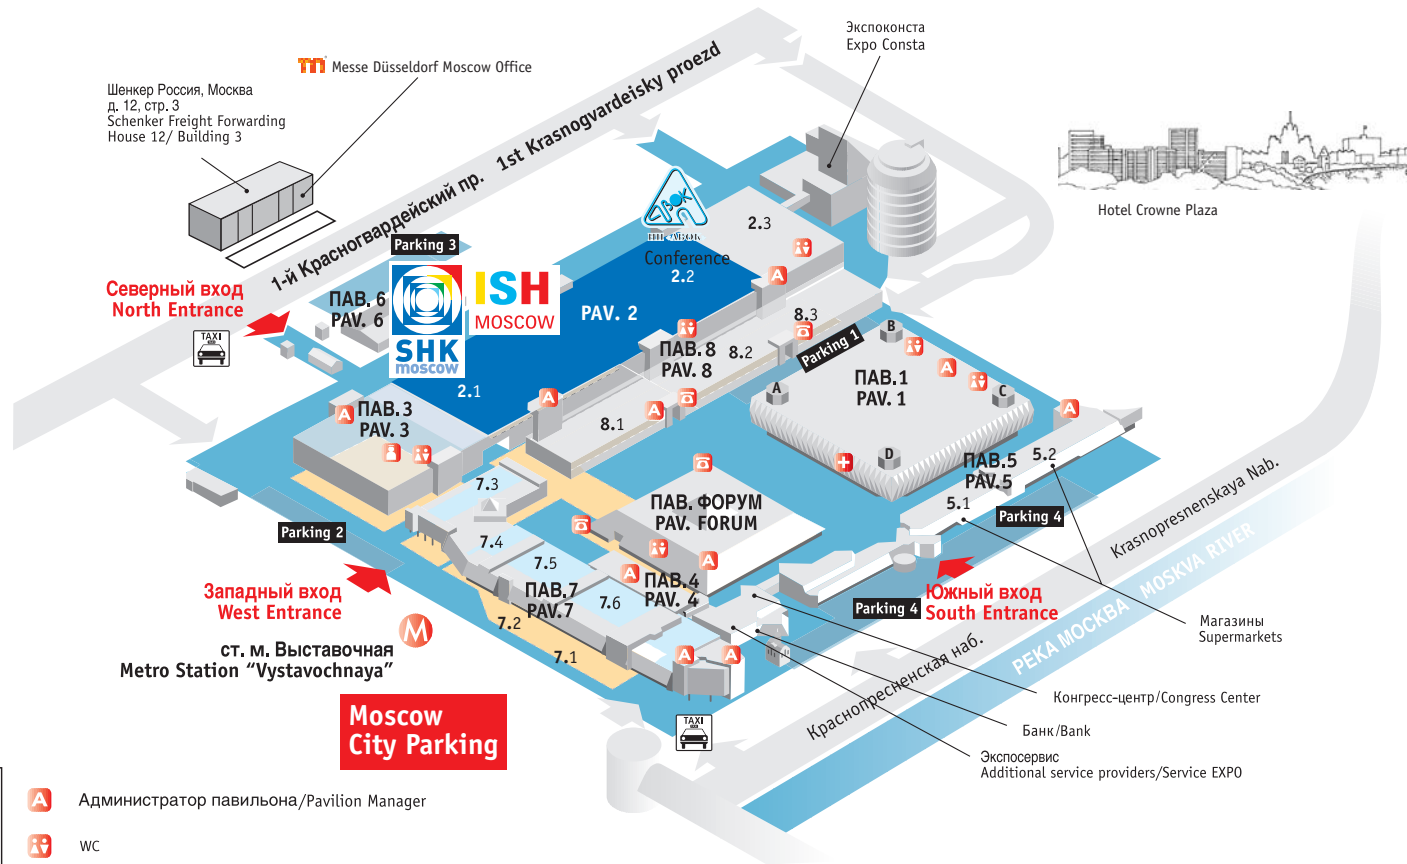 Экспоконста
Expo Consta
Messe Düsseldorf Moscow Office
Шенкер Россия, Москва
д. 12, стр. 3
Schenker Freight Forwarding
House 12/ Building 3
1-й Красногвардейский пр. 1st Krasnogvardeisky proezd
Hotel Crowne Plaza
АВОК
Conference
2.3
2.2
Parking 3
Северный вход
North Entrance
TAXI
ПАВ. 6
PAV. 6
SHK
moscow
ISH
MOSCOW
PAV. 2
2.1
8.3
8.2
8.1
ПАВ. 8
PAV. 8
Parking 1
ПАВ.1
PAV. 1
A
B
C
D
A
A
A
A
A
A
A
A
A
A
ПАВ.3
PAV. 3
5.2
ПАВ.5
PAV.5
5.1
Parking 4
7.3
7.4
7.5
7.6
7.2
7.1
ПАВ. ФОРУМ
PAV. FORUM
Parking 2
ПАВ.7
PAV.7
ПАВ.4
PAV. 4
Западный вход
West Entrance
M
ст. м. Выставочная
Metro Station “Vystavochnaya”
Parking 4
Южный вход
South Entrance
Krasnopresnenskaya Nab.
Краснопресненская наб.
РЕКА МОСКВА MOSKVA RIVER
Магазины
Supermarkets
Конгресс-центр/Congress Center
Банк/Bank
Экспосервис
Additional service providers/Service EXPO
TAXI
Moscow
City Parking
A Администратор павильона/Pavilion Manager
WC